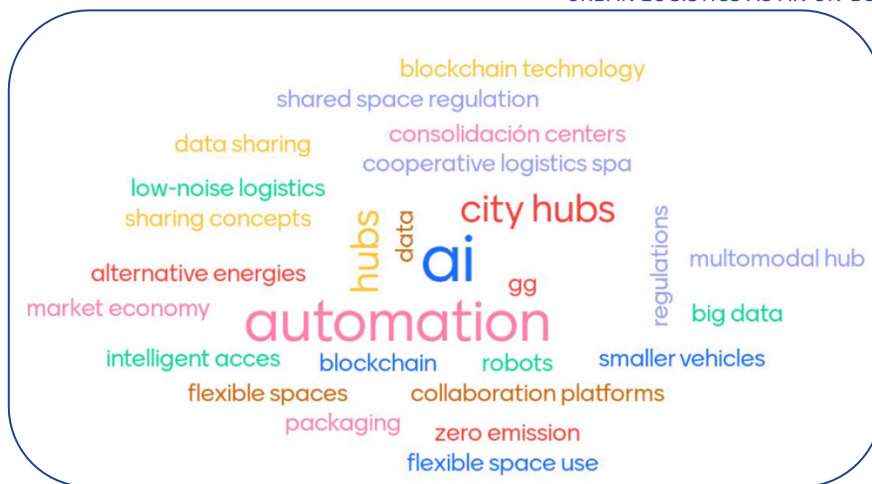 blockchain technology
shared space regulation
consolidación centers
data sharing
cooperative logistics spa
low-noise logistics
city hubs
sharing concepts
hubs
data
ai
regulations
multomodal hub
alternative energies
gg
market economy
automation
big data
intelligent acces
blockchain
robots
smaller vehicles
flexible spaces
collaboration platforms
packaging
zero emission
flexible space use